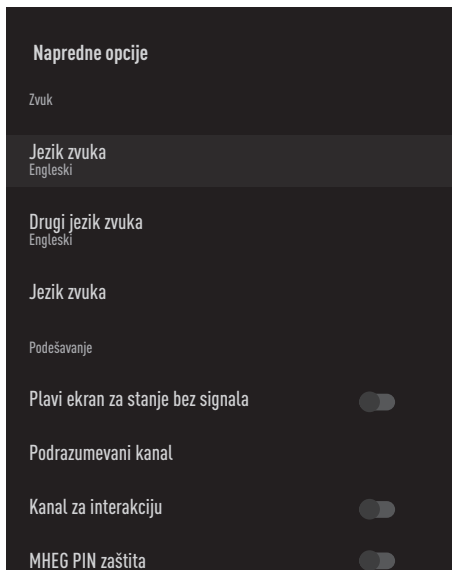 Napredne opcije
Zvuk
Jezik zvuka
Engleski
Drugi jezik zvuka
Engleski
Jezik zvuka
Podešavanje
Plavi ekran za stanje bez signala
Podrazumevani kanal
Kanal za interakciju
MHEG PIN zaštita